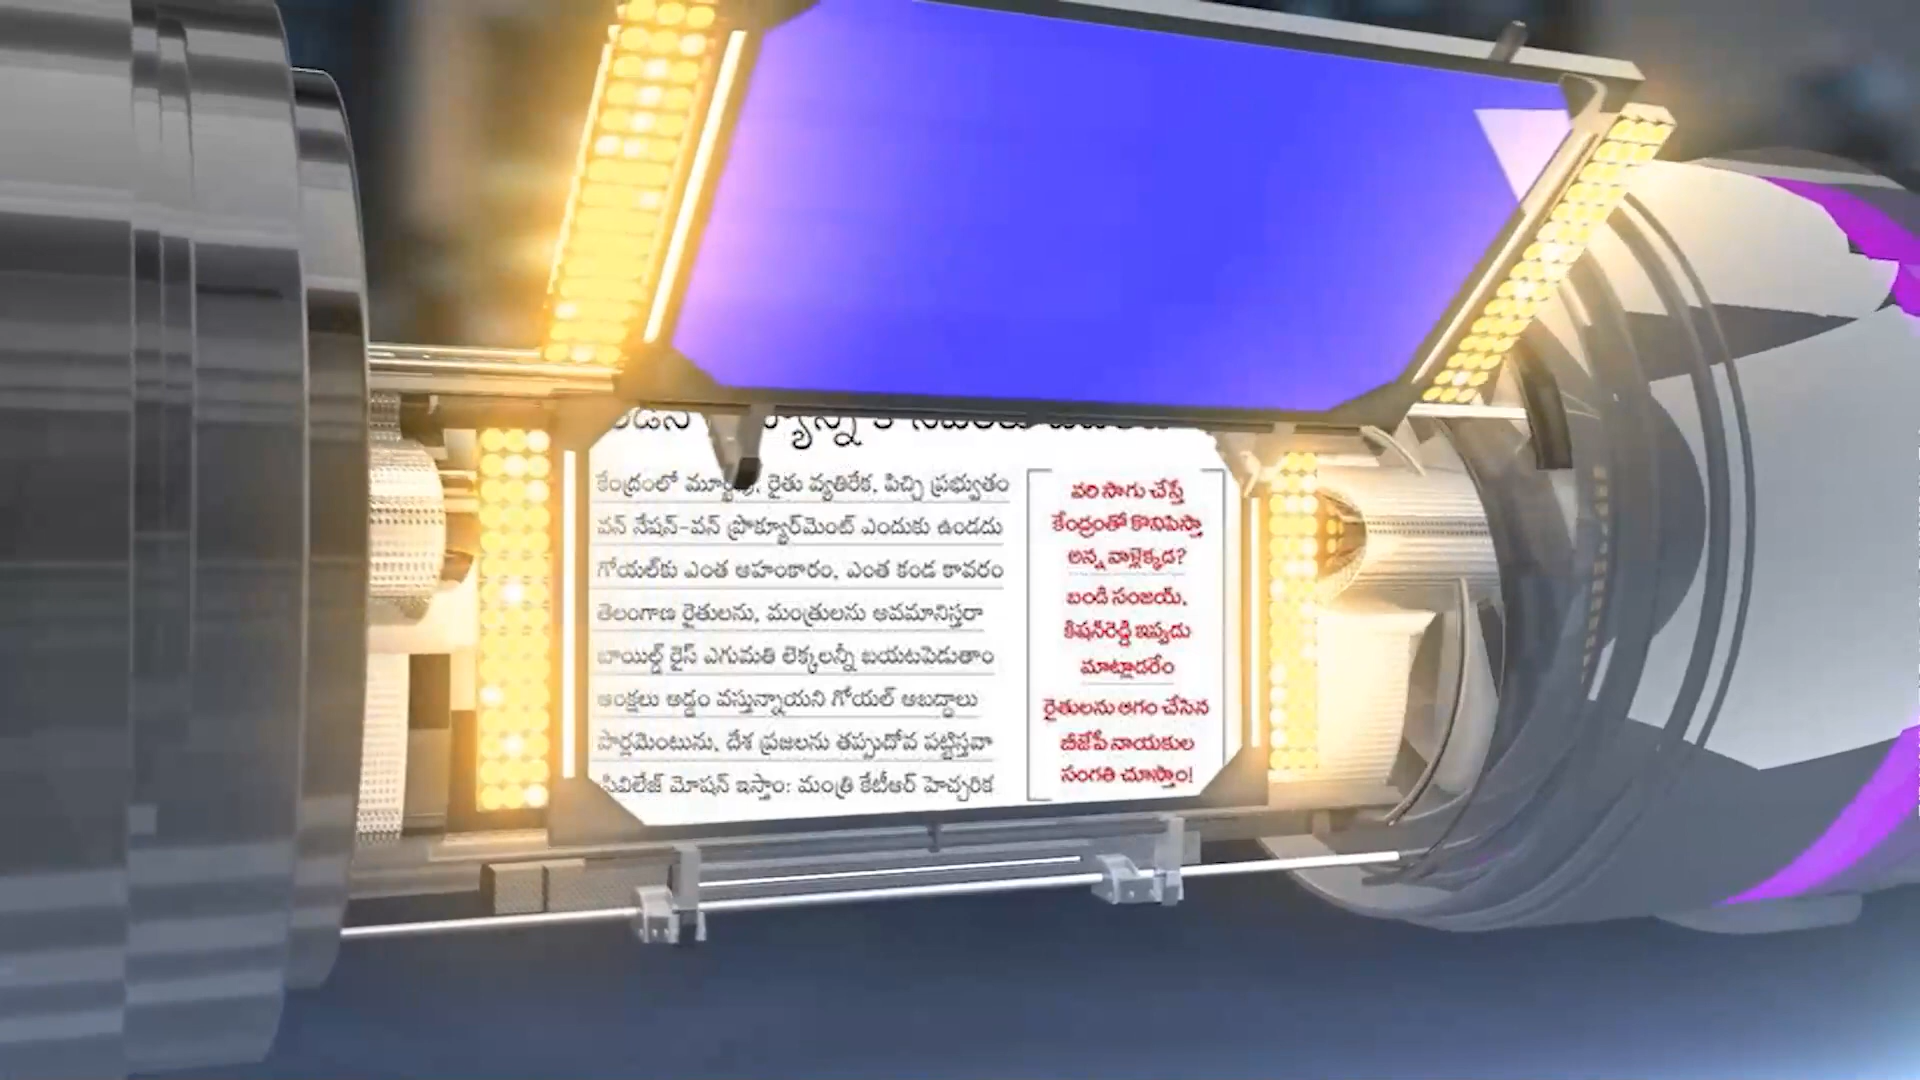 కేంద్రంలో రైతు వ్యతిరేక, పిచ్చి ప్రభుత్వం
వన్ నేషన్-వన్ ప్రొక్యూర్‌మెంట్ ఎందుకు ఉండదు
గోయల్‌కు ఎంత అహంకారం, ఎంత కండ కావరం
తెలంగాణ రైతులను, మంత్రులను అవమానిస్తరా
బాయిల్డ్ రైస్ ఎగుమతి లెక్కలన్నీ బయటపెడుతాం
ఆంక్షలు అడ్డం వస్తున్నాయని గోయల్ అబద్ధాలు
పార్లమెంటును, దేశ ప్రజలను తప్పుదోవ పట్టిస్తవా
ప్రివిలేజ్ మోషన్ ఇస్తాం: మంత్రి కేటీఆర్ హెచ్చరిక
వరి సాగు చేస్తే
కేంద్రంతో కొనిపిస్తా
అన్న వాళ్లెక్కడ?
బండి సంజయ్,
కిషన్‌రెడ్డి ఇప్పుడు
మాట్లాడరేం
రైతులను ఆగం చేసిన
బీజేపీ నాయకుల
సంగతి చూస్తాం!